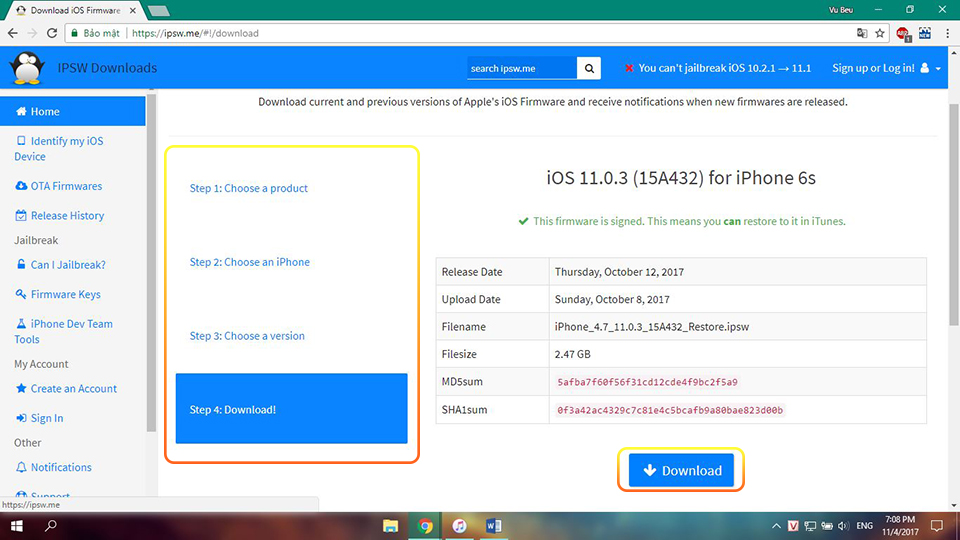 Download iOS Firmware
Vu Beu
Bảo mật
https://ipsw.me/#!/download
IPSW Downloads
search ipsw.me
You can't jailbreak iOS 10.2.1 → 11.1
Sign up or Log in!
Home
Identify my iOS
Device
OTA Firmwares
Release History
Jailbreak
Can I Jailbreak?
Firmware Keys
iPhone Dev Team
Tools
My Account
Create an Account
Sign In
Other
Notifications
Support
https://ipsw.me
Download current and previous versions of Apple's iOS Firmware and receive notifications when new firmwares are released.
Step 1: Choose a product
Step 2: Choose an iPhone
Step 3: Choose a version
Step 4: Download!
iOS 11.0.3 (15A432) for iPhone 6s
This firmware is signed. This means you can restore to it in iTunes.
Release Date Thursday, October 12, 2017
Upload Date Sunday, October 8, 2017
Filename iPhone_4.7_11.0.3_15A432_Restore.ipsw
Filesize 2.47 GB
MD5sum 5afba7f60f56f31cd12cde4f9bc2f5a9
SHA1sum 0f3a42ac4329c7c81e4c5bcafb9a80bae823d00b
Download
ENG
7:08 PM
11/4/2017